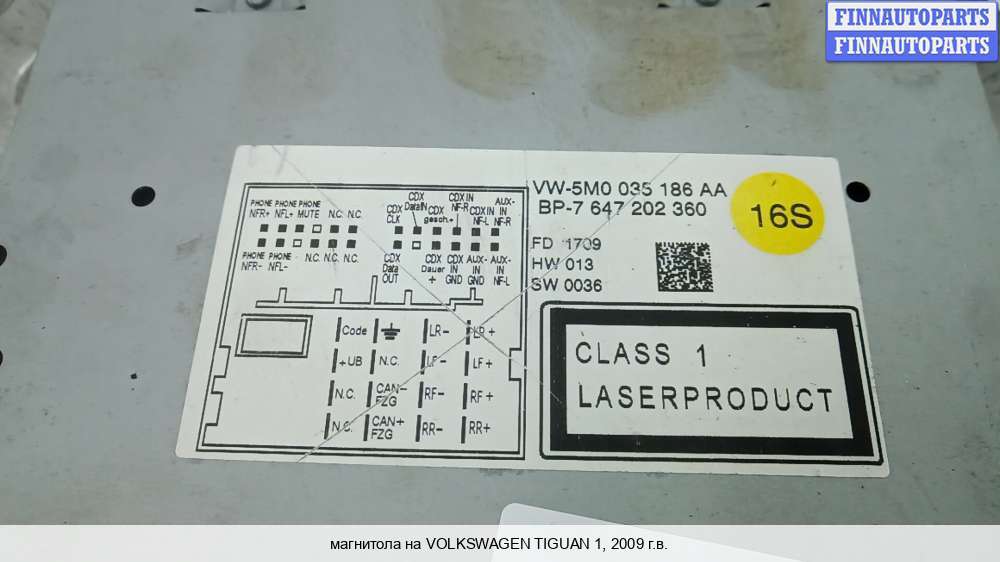 FINNAUTOPARTS
FINNAUTOPARTS
VW-5M0 035 186 AA
BP-7 647 202 360
16S
FD 1709
HW 013
SW 0036
PHONE PHONE PHONE
NFR+ NFL+ MUTE N.C. N.C.
PHONE PHONE
NFR- NFL- N.C. N.C. N.C.
CDX CLK
CDX DataIN
CDX gesch.+
CDX IN NF-R
CDX IN NF-L
AUX- IN NF-R
CDX Data OUT
CDX Dauer +
CDX IN GND
AUX- IN GND
AUX- IN NF-L
Code LR- LR+
+UB N.C. LF- LF+
N.C. CAN- FZG RF- RF+
N.C. CAN+ FZG RR- RR+
CLASS 1
LASERPRODUCT
магнитола на VOLKSWAGEN TIGUAN 1, 2009 г.в.